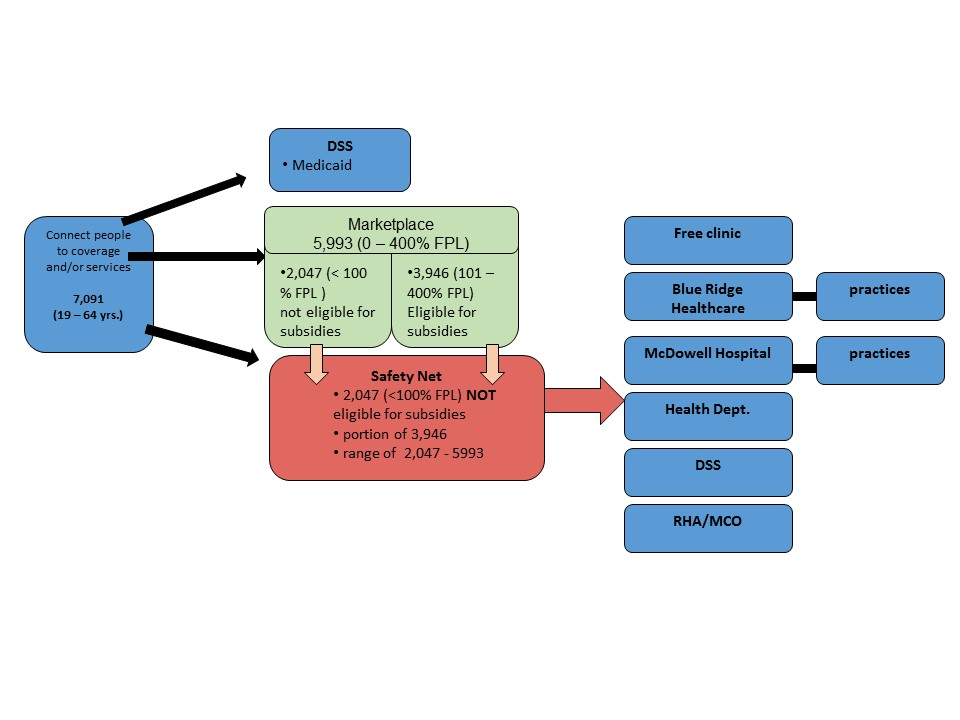 DSS
• Medicaid
Connect people
to coverage
and/or services
7,091
(19 – 64 yrs.)
Marketplace
5,993 (0 – 400% FPL)
•2,047 (< 100
% FPL )
not eligible for
subsidies
•3,946 (101 –
400% FPL)
Eligible for
subsidies
Safety Net
• 2,047 (<100% FPL) NOT
eligible for subsidies
• portion of 3,946
• range of 2,047 - 5993
Free clinic
Blue Ridge
Healthcare
practices
McDowell Hospital
practices
Health Dept.
DSS
RHA/MCO